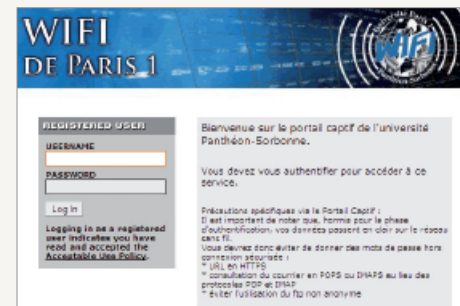 WIFI
DE PARIS 1
Université Paris
WiFi
REGISTERED USER
USERNAME
PASSWORD
Log In
Logging in as a registered
user indicates you have
read and accepted the
Acceptable Use Policy.
Bienvenue sur le portail captif de l'université
Panthéon-Sorbonne.
Vous devez vous authentifier pour accéder à ce
service.
Précautions spécifiques via le Portail Captif :
Il est important de noter que, hormis pour le phase
d'authentification, vos données passent en clair sur le réseau
sans fil.
Vous devrez donc éviter de donner des mots de passe hors
connexion sécurisée :
* URL en HTTPS
* consultation du courrier en POPS ou IMAPS au lieu des
protocoles POP et IMAP
* éviter l'utilisation du ftp non anonyme